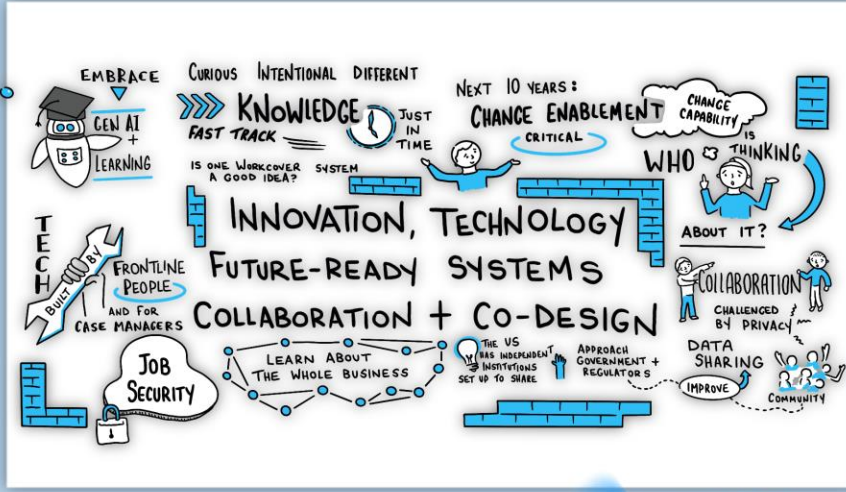 EMBRACE
GEN AI
+
LEARNING
CURIOUS INTENTIONAL DIFFERENT
KNOWLEDGE
FAST TRACK
JUST
IN
TIME
IS ONE WORKCOVER SYSTEM
A GOOD IDEA?
NEXT 10 YEARS:
CHANGE ENABLEMENT
CRITICAL
CHANGE
CAPABILITY
IS
WHO
THINKING
ABOUT IT?
INNOVATION, TECHNOLOGY
FUTURE-READY SYSTEMS
COLLABORATION + CO-DESIGN
TECH
BUILT BY
FRONTLINE
PEOPLE
AND FOR
CASE MANAGERS
JOB
SECURITY
LEARN ABOUT
THE WHOLE BUSINESS
THE US
HAS INDEPENDENT
INSTITUTIONS
SET UP TO SHARE
APPROACH
GOVERNMENT +
REGULATORS
COLLABORATION
CHALLENGED
BY PRIVACY
DATA
SHARING
IMPROVE
COMMUNITY